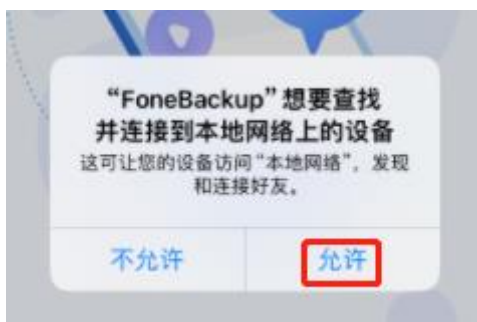 “FoneBackup”想要查找
并连接到本地网络上的设备
这可让您的设备访问“本地网络”，发现
和连接好友。
不允许 允许